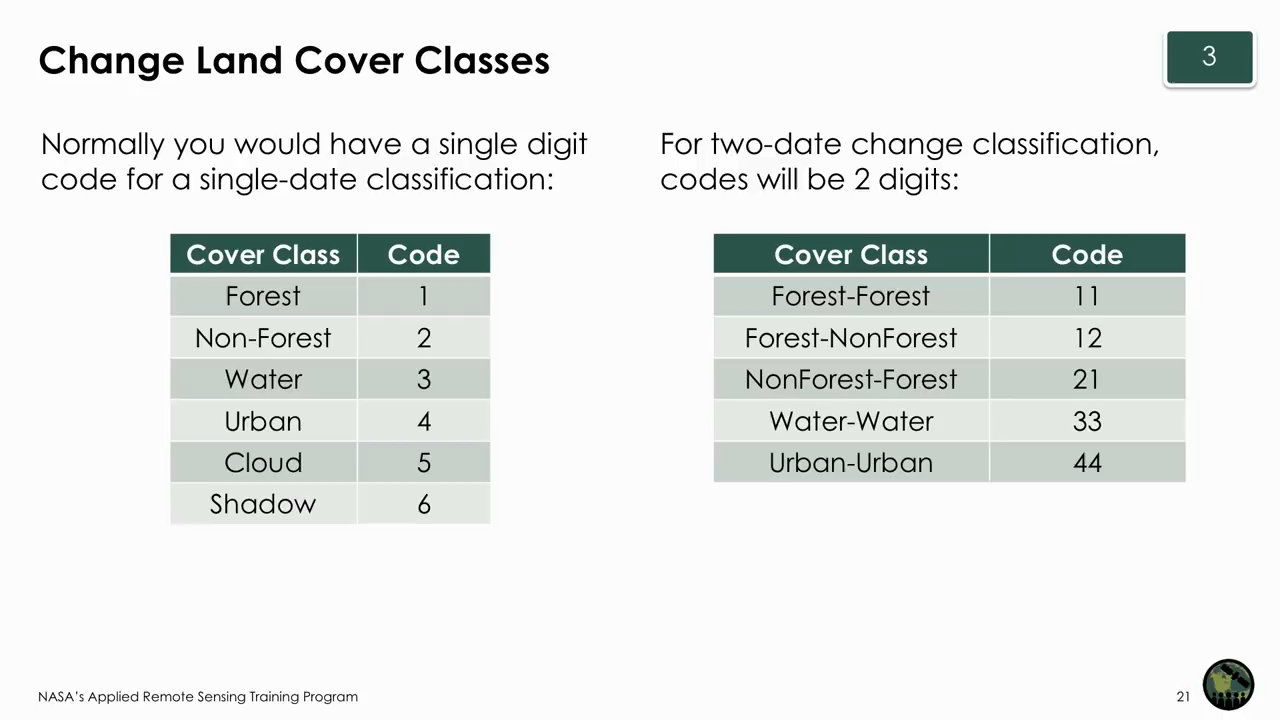 Change Land Cover Classes
3
Normally you would have a single digit
code for a single-date classification:
Cover Class Code
Forest 1
Non-Forest 2
Water 3
Urban 4
Cloud 5
Shadow 6
For two-date change classification,
codes will be 2 digits:
Cover Class Code
Forest-Forest 11
Forest-NonForest 12
NonForest-Forest 21
Water-Water 33
Urban-Urban 44
NASA's Applied Remote Sensing Training Program
21